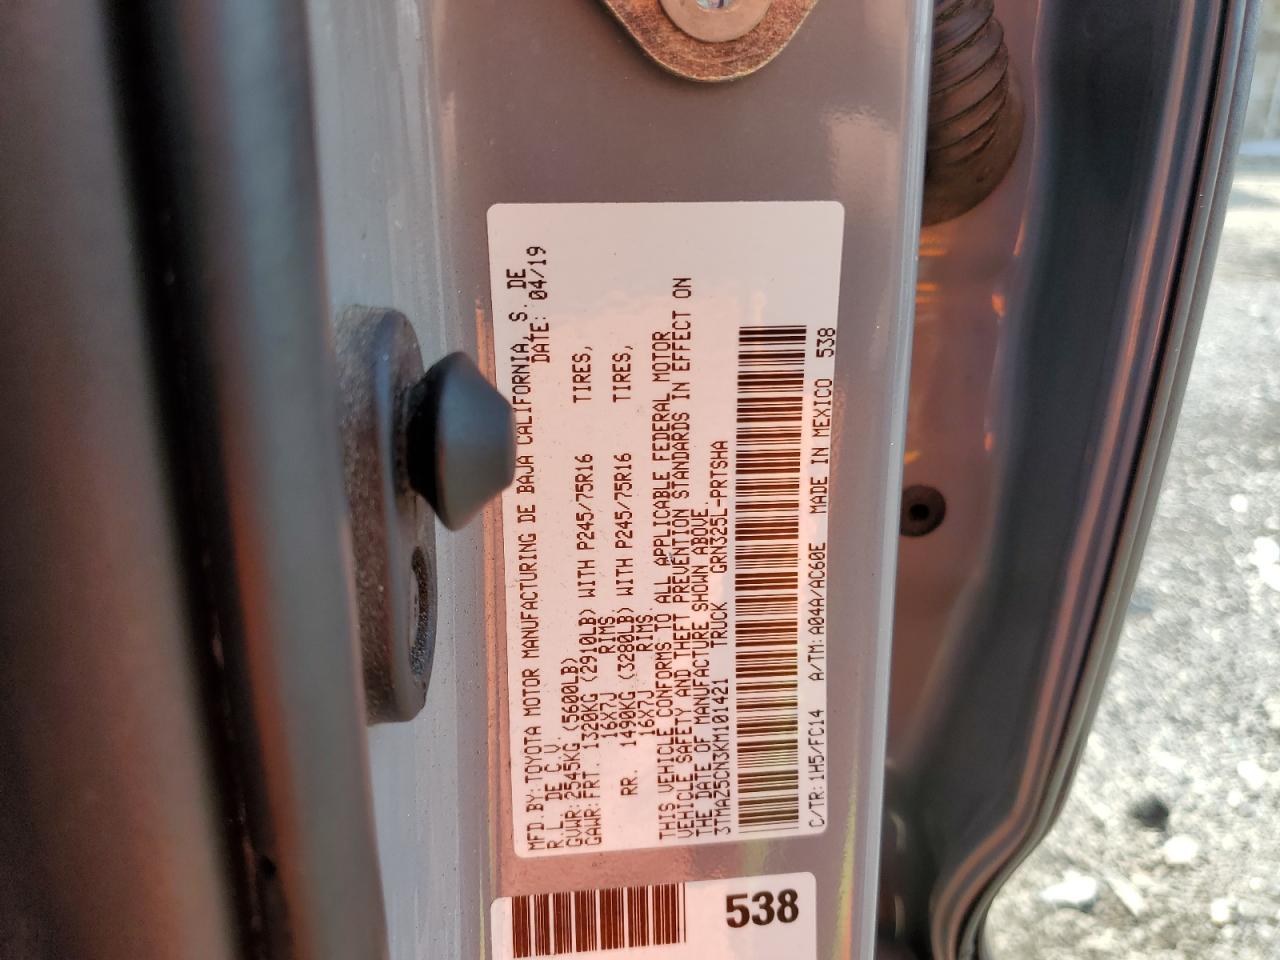 MFD.BY: TOYOTA MOTOR MANUFACTURING DE BAJA CALIFORNIA, S. DE
R.L. DE C.V. DATE: 04/19
GVWR: 2545KG (5600LB)
GAWR: FRT. 1320KG (2910LB) WITH P245/75R16 TIRES,
16X7J RIMS
RR. 1490KG (3280LB) WITH P245/75R16 TIRES,
16X7J RIMS.
THIS VEHICLE CONFORMS TO ALL APPLICABLE FEDERAL MOTOR
VEHICLE SAFETY AND THEFT PREVENTION STANDARDS IN EFFECT ON
THE DATE OF MANUFACTURE SHOWN ABOVE.
3TMAZ5CN3KM101421 TRUCK GRN325L-PRTSHA
C/TR: 1H5/FC14 A/TM: A04A/AC60E MADE IN MEXICO 538
538